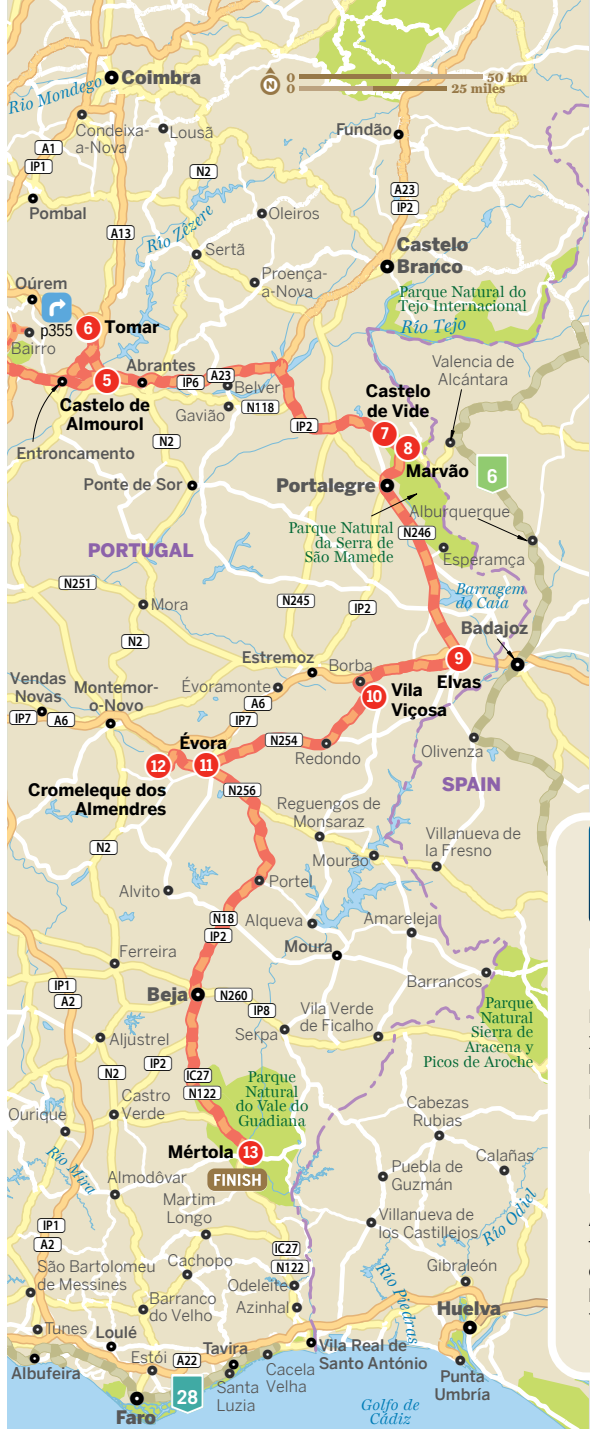 Coimbra
Río Mondego
N
0
50 km
0
25 miles
Condeixa-
a-Nova
Lousã
Fundão
A1
IP1
N2
A23
IP2
Pombal
Oleiros
A13
Río Zêzere
Sertã
Castelo
Branco
Proença-
a-Nova
Oúrem
Parque Natural do
Tejo Internacional
Río Tejo
p355
6
Tomar
Bairro
Abrantes
Valencia de
Alcántara
5
IP6
A23
Belver
Castelo de
Almourol
Gavião
N118
Castelo
de Vide
IP2
7
8
Marvão
Entroncamento
N2
Ponte de Sor
Portalegre
6
Parque Natural
da Serra de
São Mamede
Alburquerque
N246
Esperamça
PORTUGAL
N251
Mora
N245
IP2
Barragem
do Caia
N2
Badajoz
Estremoz
Borba
9
Elvas
Vendas
Novas
Montemor-
o-Novo
Évoramonte
10
Vila
Viçosa
IP7
A6
A6
IP7
Évora
N254
Redondo
Olivenza
12
11
Cromeleque dos
Almendres
N256
SPAIN
Reguengos de
Monsaraz
N2
Mourão
Villanueva de
la Fresno
Portel
Alvito
N18
IP2
Alqueva
Amareleja
Moura
Ferreira
Barrancos
IP1
A2
Beja
N260
IP8
Vila Verde
de Ficalho
Serpa
Parque
Natural
Sierra de
Aracena y
Picos de Aroche
Aljustrel
IP2
N2
IC27
N122
Castro
Verde
Parque
Natural
do Vale do
Guadiana
Ourique
Cabezas
Rubias
Río Mira
Mértola
13
FINISH
Calañas
Puebla de
Guzmán
Almodôvar
Martim
Longo
Villanueva de
los Castillejos
Río Odiel
IP1
A2
IC27
N122
Cachopo
São Bartolomeu
de Messines
Odeleite
Río Piedras
Gibraleón
Barranco
do Velho
Azinhal
Huelva
Tunes
Loulé
Tavira
Vila Real de
Santo António
Estói
A22
Albufeira
28
Santa
Luzia
Cacela
Velha
Punta
Umbría
Faro
Golfo de
Cádiz